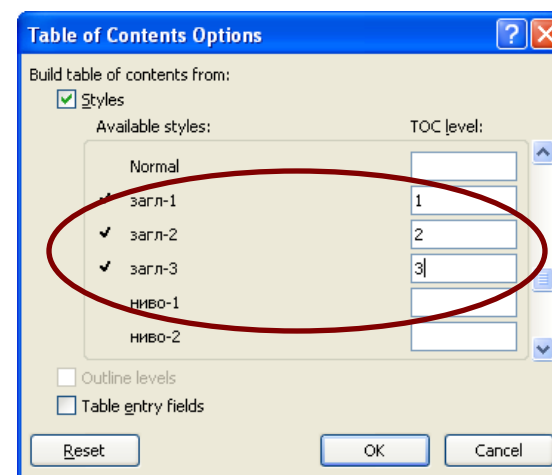 Table of Contents Options
Build table of contents from:
Styles
Available styles: TOC level:
Normal
загл-1 1
загл-2 2
загл-3 3
ниво-1
ниво-2
Outline levels
Table entry fields
Reset OK Cancel